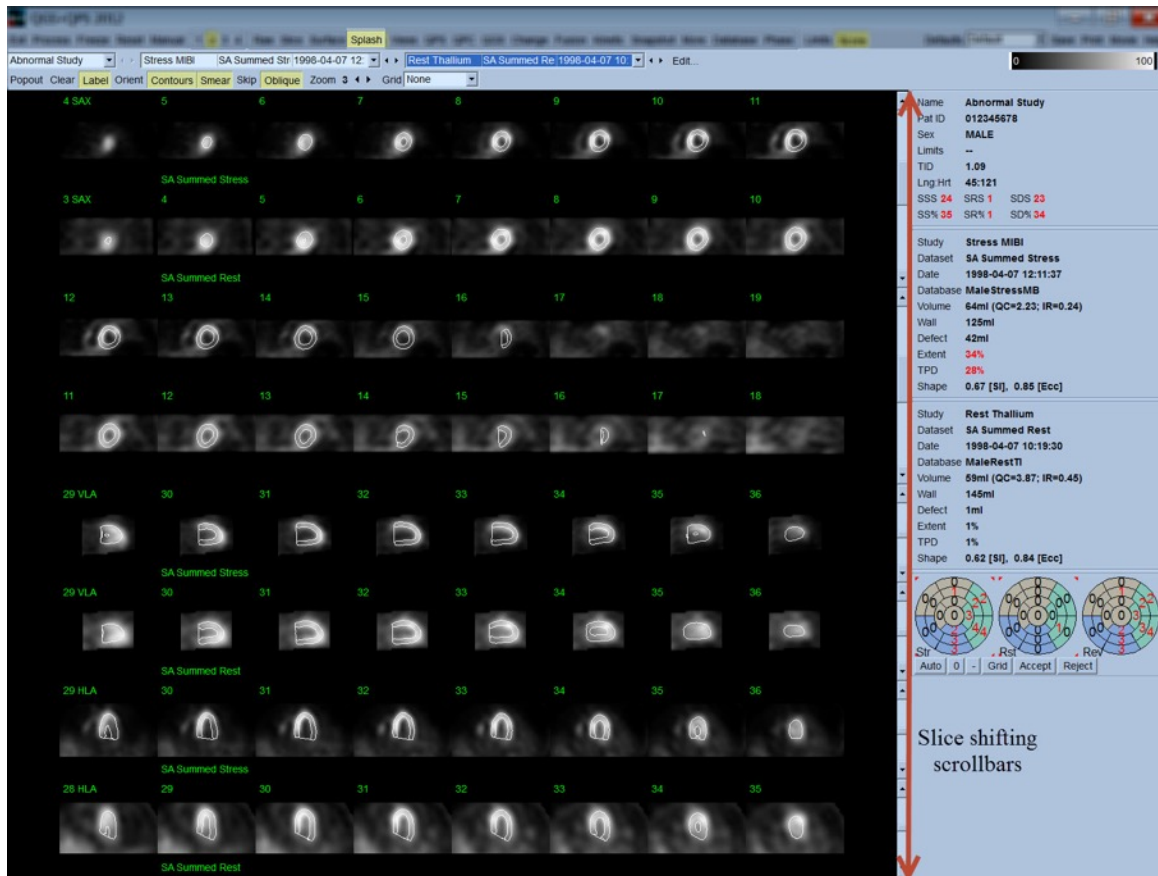 QGS+QPS 2012
Splash
Abnormal Study Stress MIBI SA Summed Str 1998-04-07 12: Rest Thallium SA Summed Re 1998-04-07 10: Edit...
0 100
Popout Clear Label Orient Contours Smear Skip Oblique Zoom 3 Grid None
4 SAX 5 6 7 8 9 10 11
SA Summed Stress
3 SAX 4 5 6 7 8 9 10
SA Summed Rest
12 13 14 15 16 17 18 19
11 12 13 14 15 16 17 18
29 VLA 30 31 32 33 34 35 36
SA Summed Stress
29 VLA 30 31 32 33 34 35 36
SA Summed Rest
29 HLA 30 31 32 33 34 35 36
SA Summed Stress
28 HLA 29 30 31 32 33 34 35
SA Summed Rest
Name Abnormal Study
Pat ID 012345678
Sex MALE
Limits --
TID 1.09
Lng:Hrt 45:121
SSS 24 SRS 1 SDS 23
SS% 35 SR% 1 SD% 34
Study Stress MIBI
Dataset SA Summed Stress
Date 1998-04-07 12:11:37
Database MaleStressMB
Volume 64ml (QC=2.23; IR=0.24)
Wall 125ml
Defect 42ml
Extent 34%
TPD 28%
Shape 0.67 [SI], 0.85 [Ecc]
Study Rest Thallium
Dataset SA Summed Rest
Date 1998-04-07 10:19:30
Database MaleRestTl
Volume 59ml (QC=3.87; IR=0.45)
Wall 145ml
Defect 1ml
Extent 1%
TPD 1%
Shape 0.62 [SI], 0.84 [Ecc]
Str Rst Rev
Auto 0 - Grid Accept Reject
Slice shifting
scrollbars